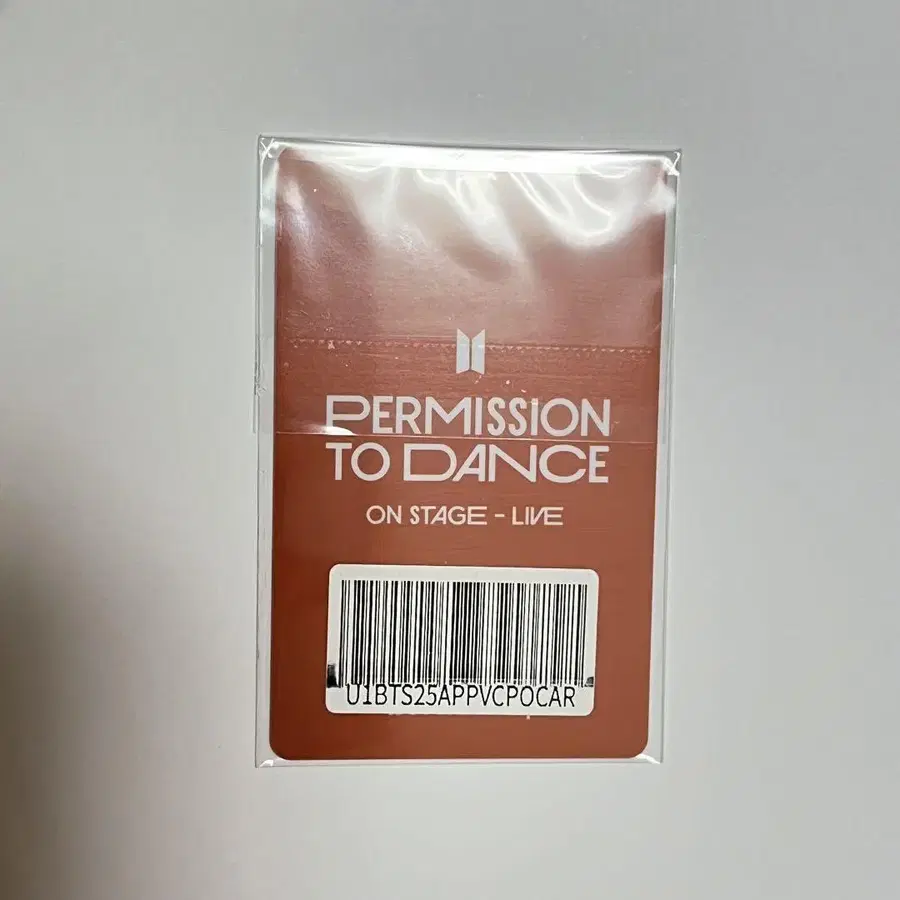 PERMISSION
TO DANCE
ON STAGE - LIVE
U1BTS25APPVCPOCAR